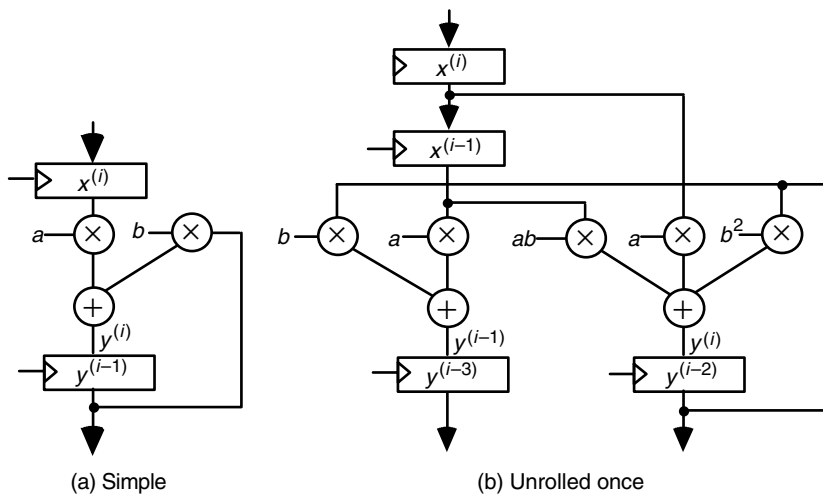 x(i)
a
×
b
×
+
y(i)
y(i–1)
(a) Simple
x(i)
x(i–1)
b
×
a
×
ab
×
a
×
b2
×
+
+
y(i–1)
y(i)
y(i–3)
y(i–2)
(b) Unrolled once